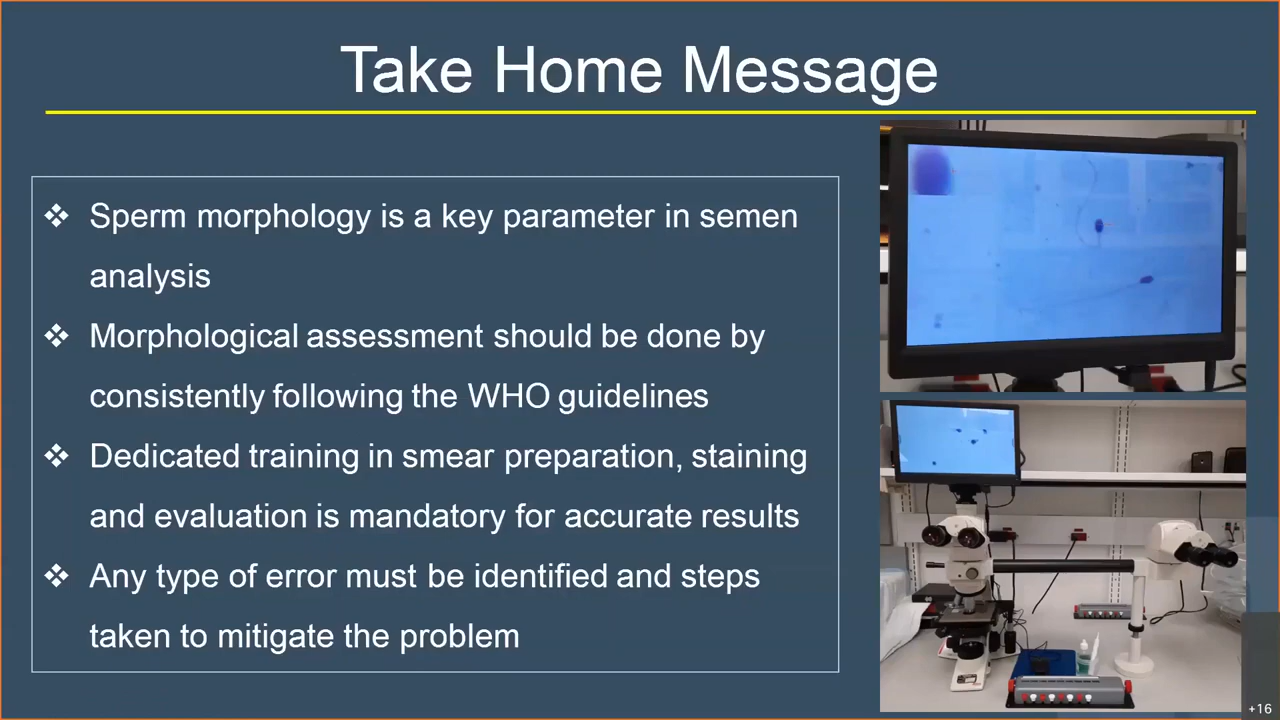 Take Home Message
❖ Sperm morphology is a key parameter in semen
analysis
❖ Morphological assessment should be done by
consistently following the WHO guidelines
❖ Dedicated training in smear preparation, staining
and evaluation is mandatory for accurate results
❖ Any type of error must be identified and steps
taken to mitigate the problem
+16